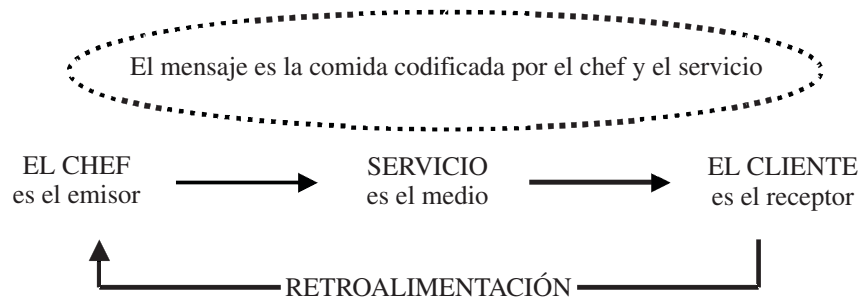 El mensaje es la comida codificada por el chef y el servicio
EL CHEF
es el emisor
SERVICIO
es el medio
EL CLIENTE
es el receptor
RETROALIMENTACIÓN